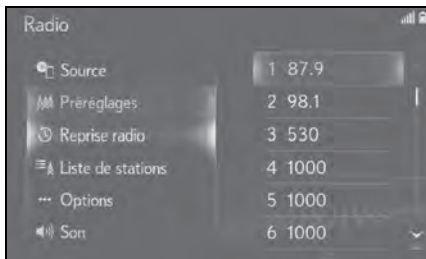 Radio
Source
Préréglages
Reprise radio
Liste de stations
Options
Son
1 87.9
2 98.1
3 530
4 1000
5 1000
6 1000